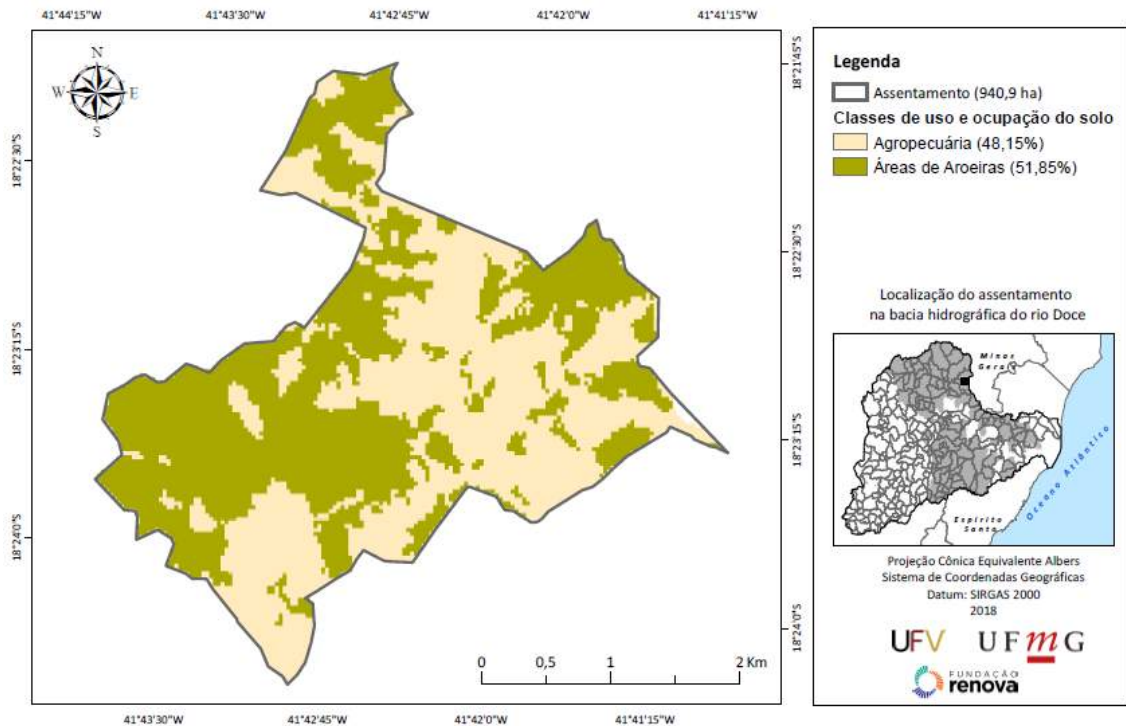 41°44'15"W 41°43'30"W 41°42'45"W 41°42'0"W 41°41'15"W
N
W E
S
18°22'30"S
18°23'15"S
18°24'0"S
18°21'45"S
18°22'30"S
18°23'15"S
18°24'0"S
0 0,5 1 2 Km
41°43'30"W 41°42'45"W 41°42'0"W 41°41'15"W
Legenda
Assentamento (940,9 ha)
Classes de uso e ocupação do solo
Agropecuária (48,15%)
Áreas de Aroeiras (51,85%)
Localização do assentamento
na bacia hidrográfica do rio Doce
Minas
Gerais
Oceano Atlântico
Espírito
Santo
Projeção Cônica Equivalente Albers
Sistema de Coordenadas Geográficas
Datum: SIRGAS 2000
2018
UFV UFmG
FUNDAÇÃO
renova